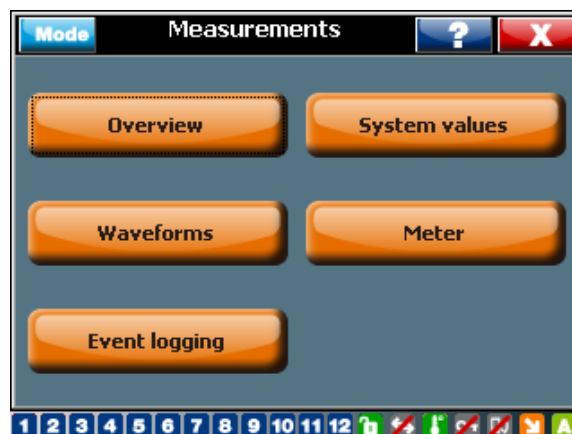 Mode Measurements ? X
Overview System values
Waveforms Meter
Event logging
1 2 3 4 5 6 7 8 9 10 11 12 A